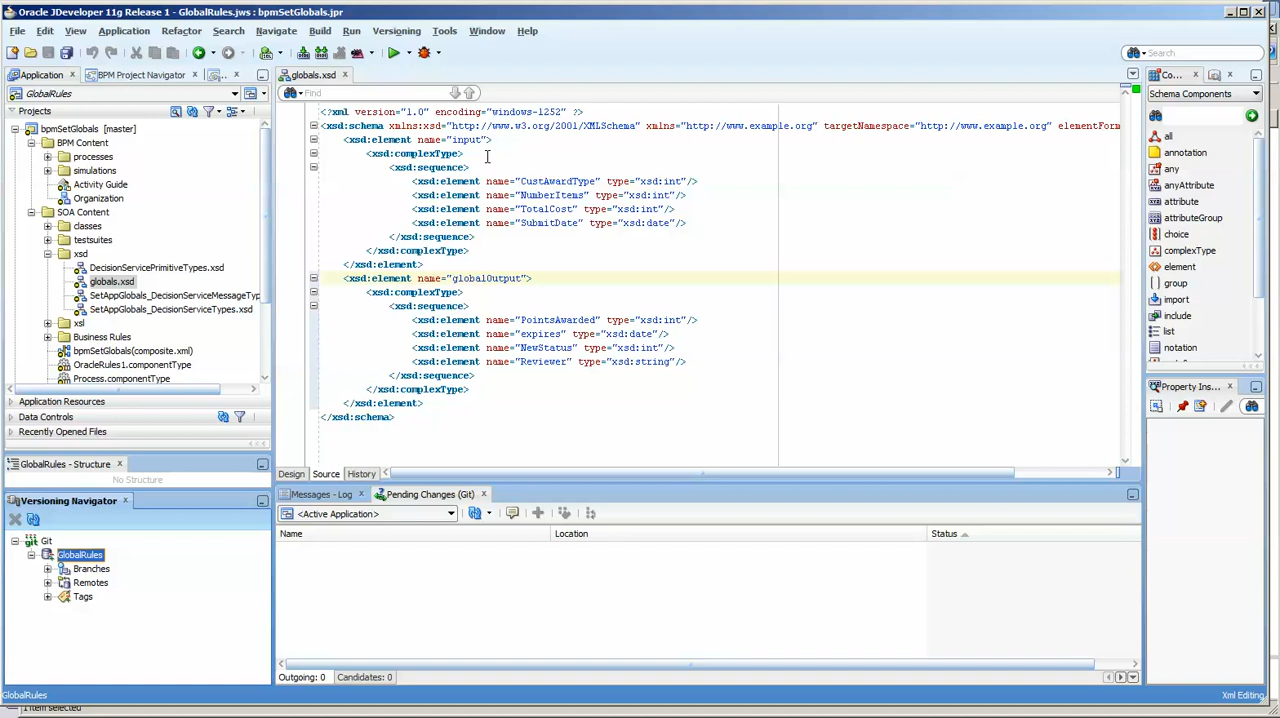 Oracle JDeveloper 11g Release 1 - GlobalRules.jws : bpmSetGlobals.jpr
File Edit View Application Refactor Search Navigate Build Run Versioning Tools Window Help
Search
Application
BPM Project Navigator
globals.xsd
Co...
GlobalRules
Find
Schema Components
Projects
bpmSetGlobals [master]
BPM Content
processes
simulations
Activity Guide
Organization
SOA Content
classes
testsuites
xsd
DecisionServicePrimitiveTypes.xsd
globals.xsd
SetAppGlobals_DecisionServiceMessageTyp
SetAppGlobals_DecisionServiceTypes.xsd
xsl
Business Rules
bpmSetGlobals(composite.xml)
OracleRules1.componentType
Process.componentType
Application Resources
Data Controls
Recently Opened Files
<?xml version="1.0" encoding="windows-1252" ?>
<xsd:schema xmlns:xsd="http://www.w3.org/2001/XMLSchema" xmlns="http://www.example.org" targetNamespace="http://www.example.org" elementForm
<xsd:element name="input">
<xsd:complexType>
<xsd:sequence>
<xsd:element name="CustAwardType" type="xsd:int"/>
<xsd:element name="NumberItems" type="xsd:int"/>
<xsd:element name="TotalCost" type="xsd:int"/>
<xsd:element name="SubmitDate" type="xsd:date"/>
</xsd:sequence>
</xsd:complexType>
</xsd:element>
<xsd:element name="globalOutput">
<xsd:complexType>
<xsd:sequence>
<xsd:element name="PointsAwarded" type="xsd:int"/>
<xsd:element name="expires" type="xsd:date"/>
<xsd:element name="NewStatus" type="xsd:int"/>
<xsd:element name="Reviewer" type="xsd:string"/>
</xsd:sequence>
</xsd:complexType>
</xsd:element>
</xsd:schema>
Design Source History
all
annotation
any
anyAttribute
attribute
attributeGroup
choice
complexType
element
group
import
include
list
notation
Property Ins...
GlobalRules - Structure
No Structure
Versioning Navigator
Git
GlobalRules
Branches
Remotes
Tags
Messages - Log
Pending Changes (Git)
<Active Application>
Name Location Status
Outgoing: 0 Candidates: 0
GlobalRules
Xml Editing
1 item selected